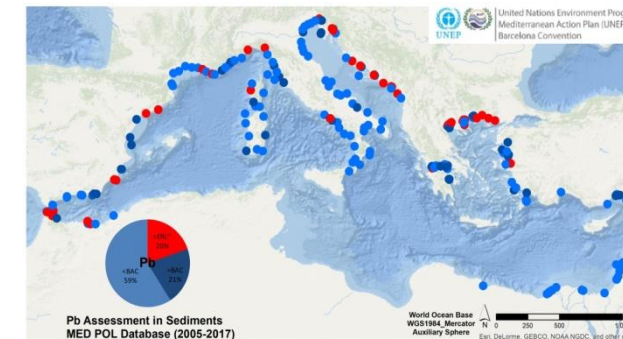 United Nations Environment Prog
Mediterranean Action Plan (UNEP
Barcelona Convention
UNEP
20%
<BAC
59%
Pb
>BAC
21%
Pb Assessment in Sediments
MED POL Database (2005-2017)
World Ocean Base
WGS1984_Mercator
Auxiliary Sphere
N
0 250 500 1,0
Esri, DeLorme, GEBCO, NOAA NGDC, and other